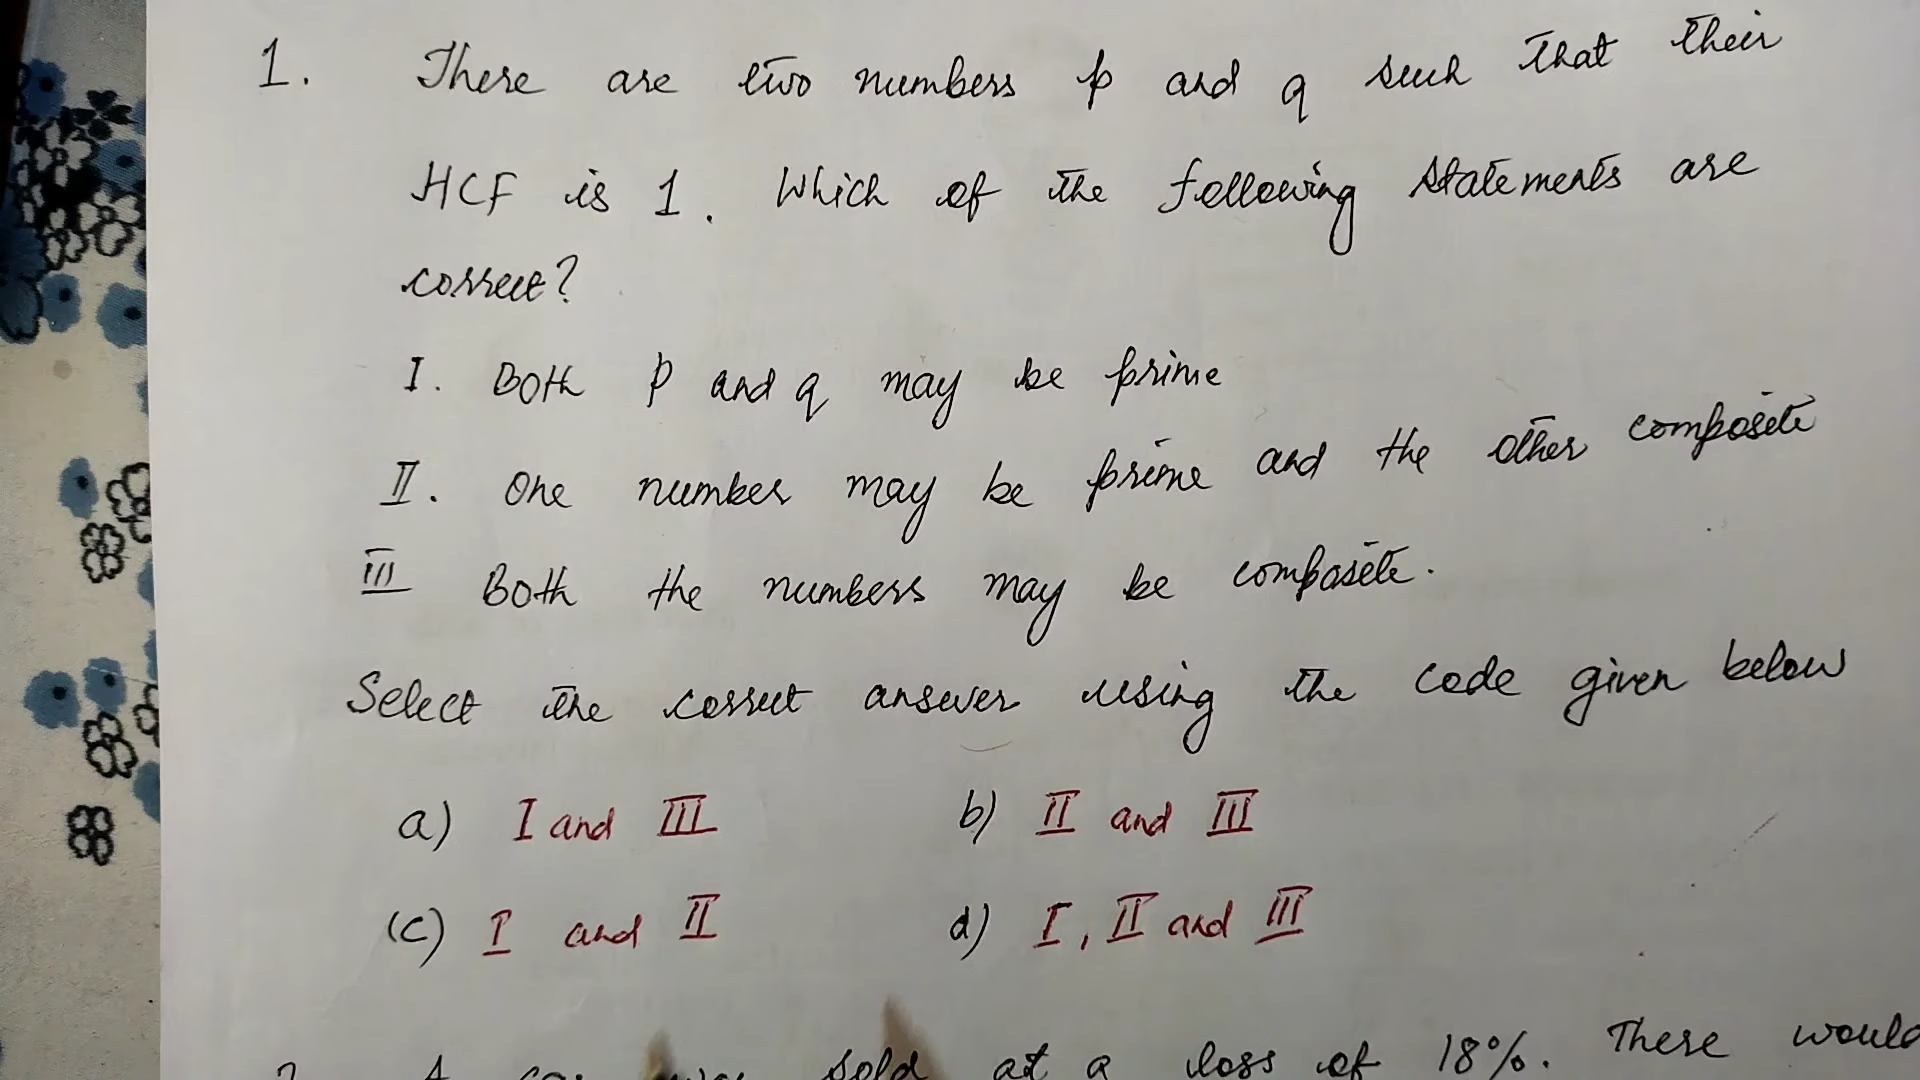 1. There are two numbers p and q such that their
HCF is 1. Which of the following statements are
correct?
I. Both p and q may be prime
II. One number may be prime and the other composite
III Both the numbers may be composite.
Select the correct answer using the code given below
a) I and III b) II and III
(c) I and II d) I, II and III
sold at a loss of 18%. There would